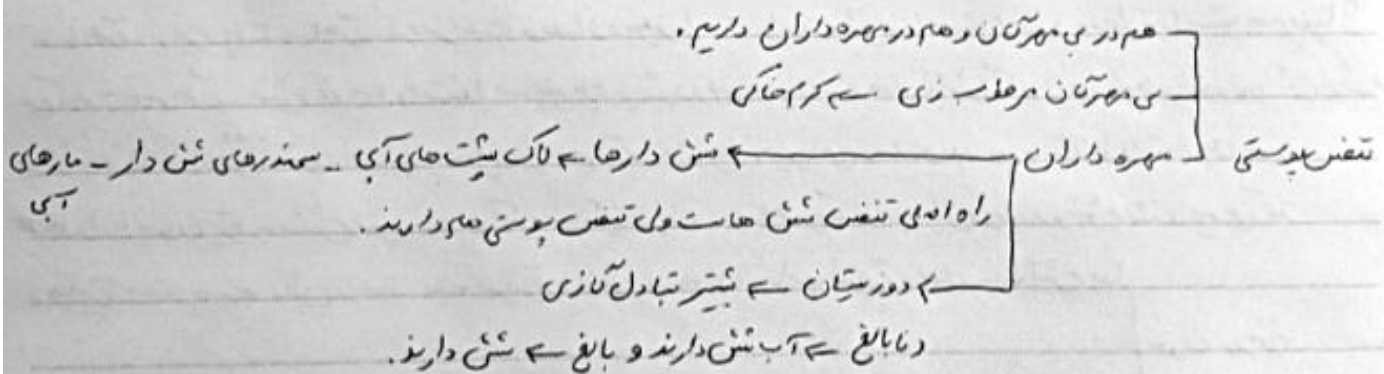 هم در بی مهرگان و هم در مهره داران داریم.
بی مهرگان مرطوب زی ← کرم خاکی
تنفس پوستی مهره داران ← شش دارها ← لاک پشت های آبی - سمندرهای شش دار - مارهای آبی
راه اصلی تنفس شش هاست ولی تنفس پوستی هم دارند.
← دوزیستان ← بیشتر تبادل گازی
نابالغ ← آب شش دارند و بالغ ← شش دارند.